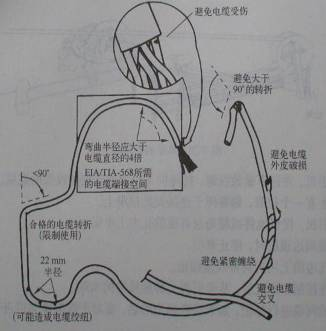 避免电缆受伤
避免大于
90°的转折
弯曲半径应大于
电缆直径的4倍
EIA/TIA-568所需
的电缆端接空间
避免电缆
外皮破损
<90°
合格的电缆转折
(限制使用)
22 mm
半径
避免紧密缠绕
避免电缆
交叉
(可能造成电缆绞纽)